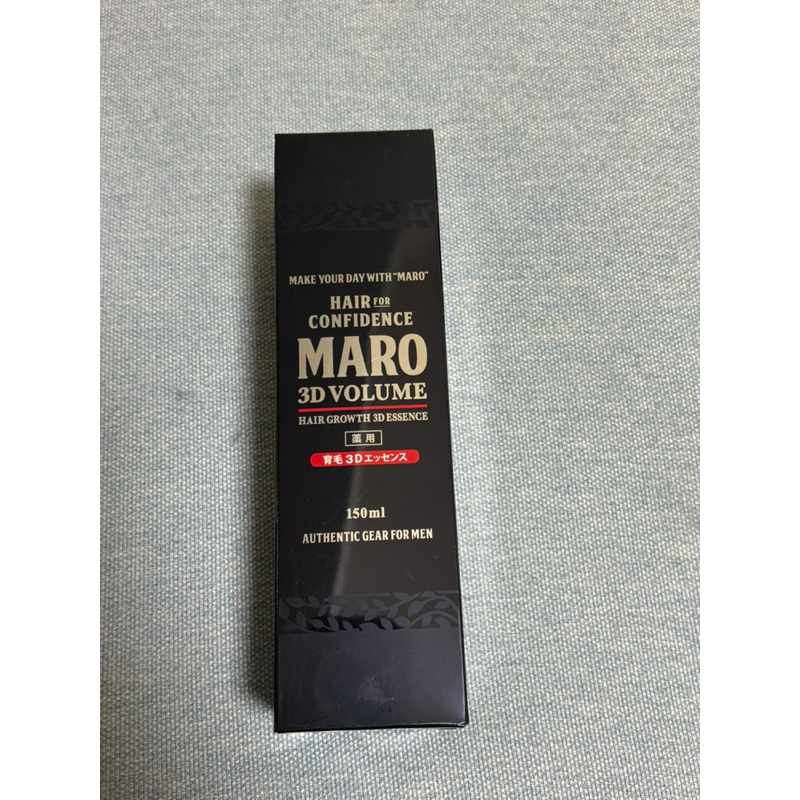 MAKE YOUR DAY WITH "MARO"
HAIR FOR
CONFIDENCE
MARO
3D VOLUME
HAIR GROWTH 3D ESSENCE
薬用
育毛3Dエッセンス
150ml
AUTHENTIC GEAR FOR MEN